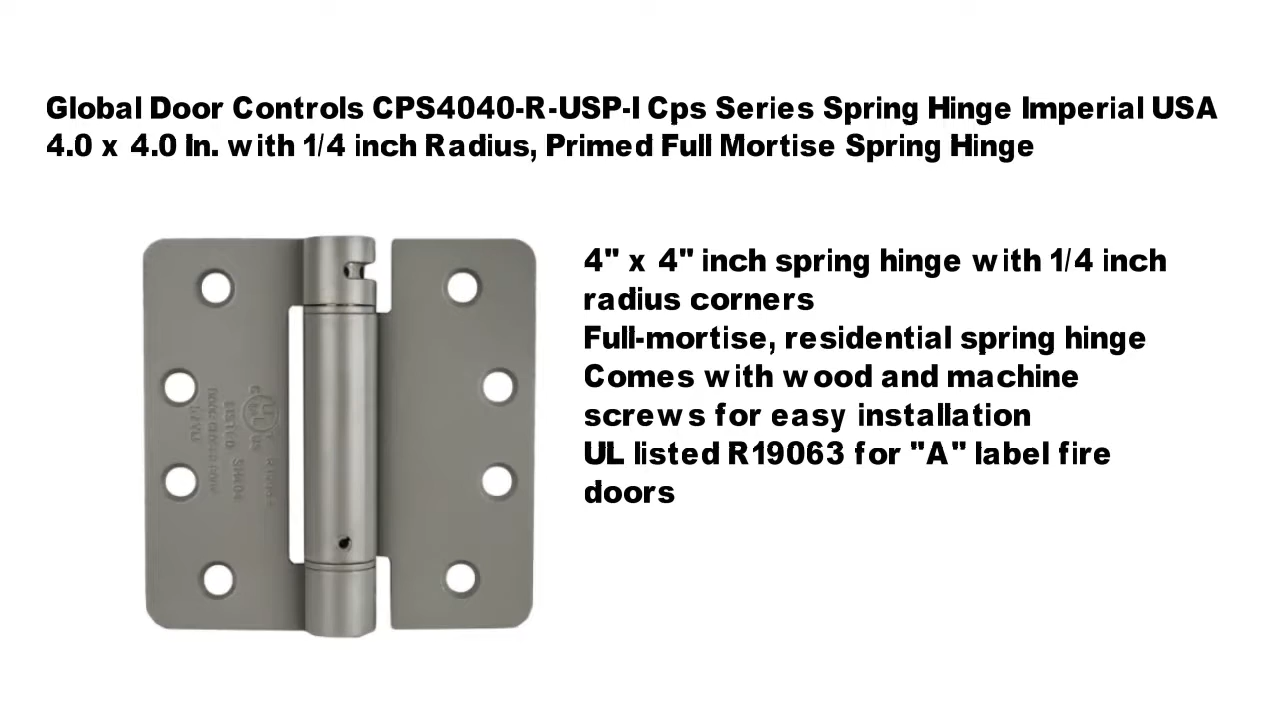 Global Door Controls CPS4040-R-USP-I Cps Series Spring Hinge Imperial USA
4.0 x 4.0 In. with 1/4 inch Radius, Primed Full Mortise Spring Hinge
4" x 4" inch spring hinge with 1/4 inch
radius corners
Full-mortise, residential spring hinge
Comes with wood and machine
screws for easy installation
UL listed R19063 for "A" label fire
doors
LISTED